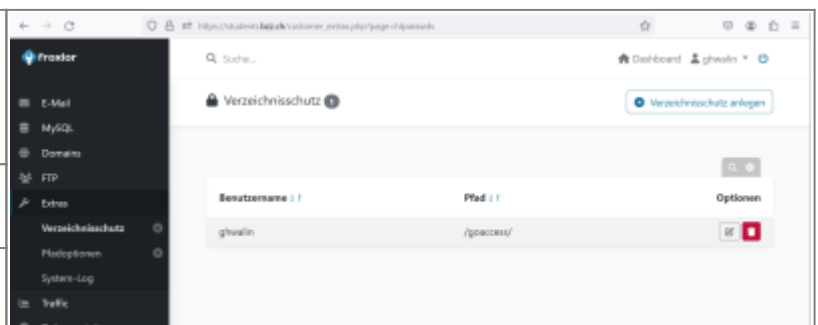 froxlor
Suche...
Dashboard ghwalin
E-Mail
MySQL
Domains
FTP
Extras
Verzeichnisschutz
Pfadoptionen
System-Log
Traffic
Verzeichnisschutz 1
Verzeichnisschutz anlegen
Benutzername Pfad Optionen
ghwalin /goaccess/